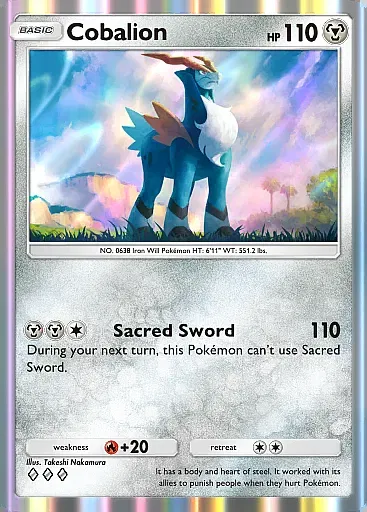 BASIC Cobalion HP 110
NO. 0638 Iron Will Pokémon HT: 6'11" WT: 551.2 lbs.
Sacred Sword 110
During your next turn, this Pokémon can't use Sacred
Sword.
weakness +20 retreat
Illus. Takeshi Nakamura
It has a body and heart of steel. It worked with its
allies to punish people when they hurt Pokémon.